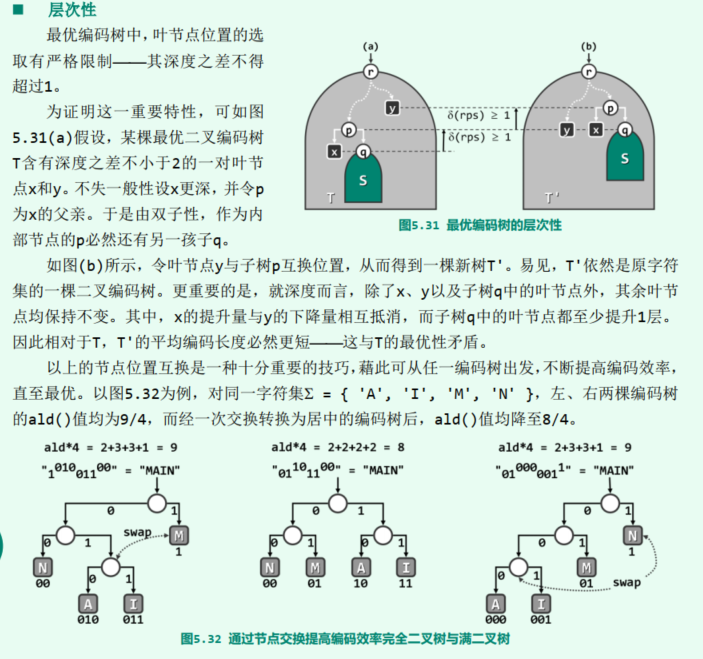 ■ 层次性
最优编码树中，叶节点位置的选
取有严格限制——其深度之差不得
超过1。
为证明这一重要特性，可如图
5.31(a)假设，某棵最优二叉编码树
T含有深度之差不小于2的一对叶节
点x和y。不失一般性设x更深，并令p
为x的父亲。于是由双子性，作为内
部节点的p必然还有另一孩子q。
(a)
r
y
p
x
q
S
T
δ(rps) ≥ 1
δ(rps) ≥ 1
(b)
r
p
y
x
q
S
T'
图5.31 最优编码树的层次性
如图(b)所示，令叶节点y与子树p互换位置，从而得到一棵新树T'。易见，T'依然是原字符
集的一棵二叉编码树。更重要的是，就深度而言，除了x、y以及子树q中的叶节点外，其余叶节
点均保持不变。其中，x的提升量与y的下降量相互抵消，而子树q中的叶节点都至少提升1层。
因此相对于T，T'的平均编码长度必然更短——这与T的最优性矛盾。
以上的节点位置互换是一种十分重要的技巧，藉此可从任一编码树出发，不断提高编码效率，
直至最优。以图5.32为例，对同一字符集Σ = { 'A', 'I', 'M', 'N' }，左、右两棵编码树
的ald()值均为9/4，而经一次交换转换为居中的编码树后，ald()值均降至8/4。
ald*4 = 2+3+3+1 = 9
"101001100" = "MAIN"
0 1
swap
M
1
0 1
N
00
0 1
A I
010 011
ald*4 = 2+2+2+2 = 8
"01101100" = "MAIN"
0 1
0 1 0 1
N M A I
00 01 10 11
ald*4 = 2+3+3+1 = 9
"010000011" = "MAIN"
0 1
N
1
0 1
M
01
swap
0 1
A I
000 001
图5.32 通过节点交换提高编码效率完全二叉树与满二叉树